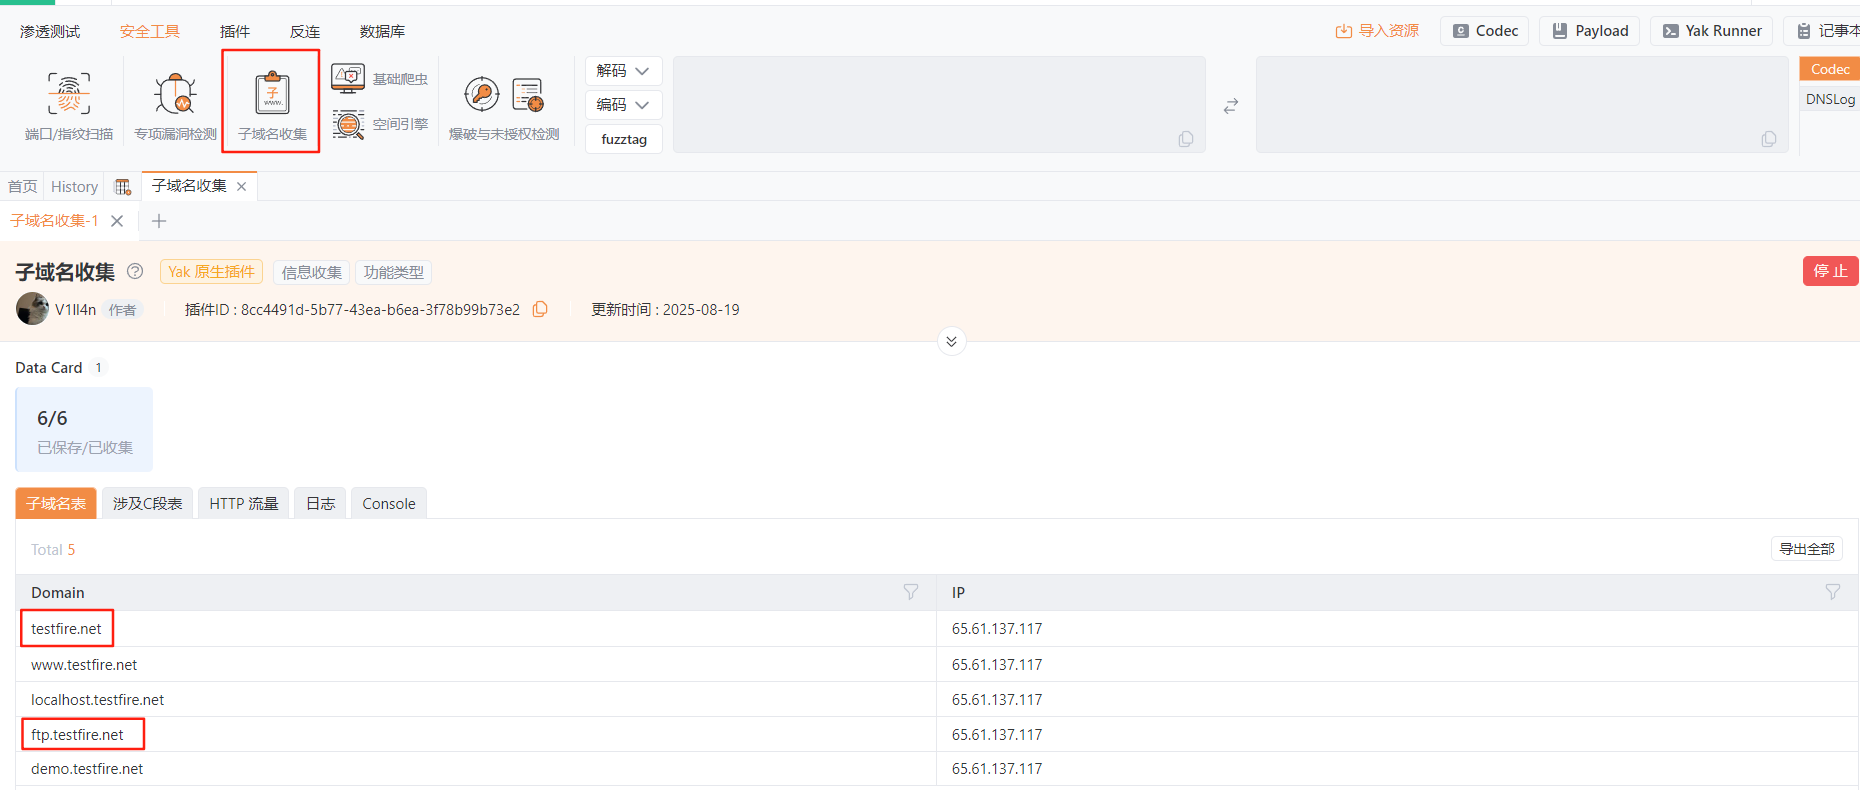 渗透测试 安全工具 插件 反连 数据库 导入资源 Codec Payload Yak Runner 记事本
端口/指纹扫描 专项漏洞检测 子 www. 子域名收集 基础爬虫 空间引擎 爆破与未授权检测 解码 编码 fuzztag Codec DNSLog
首页 History 子域名收集
子域名收集-1
子域名收集 Yak 原生插件 信息收集 功能类型 停止
V1ll4n 作者 插件ID : 8cc4491d-5b77-43ea-b6ea-3f78b99b73e2 更新时间 : 2025-08-19
Data Card 1
6/6
已保存/已收集
子域名表 涉及C段表 HTTP 流量 日志 Console
Total 5 导出全部
Domain IP
testfire.net 65.61.137.117
www.testfire.net 65.61.137.117
localhost.testfire.net 65.61.137.117
ftp.testfire.net 65.61.137.117
demo.testfire.net 65.61.137.117